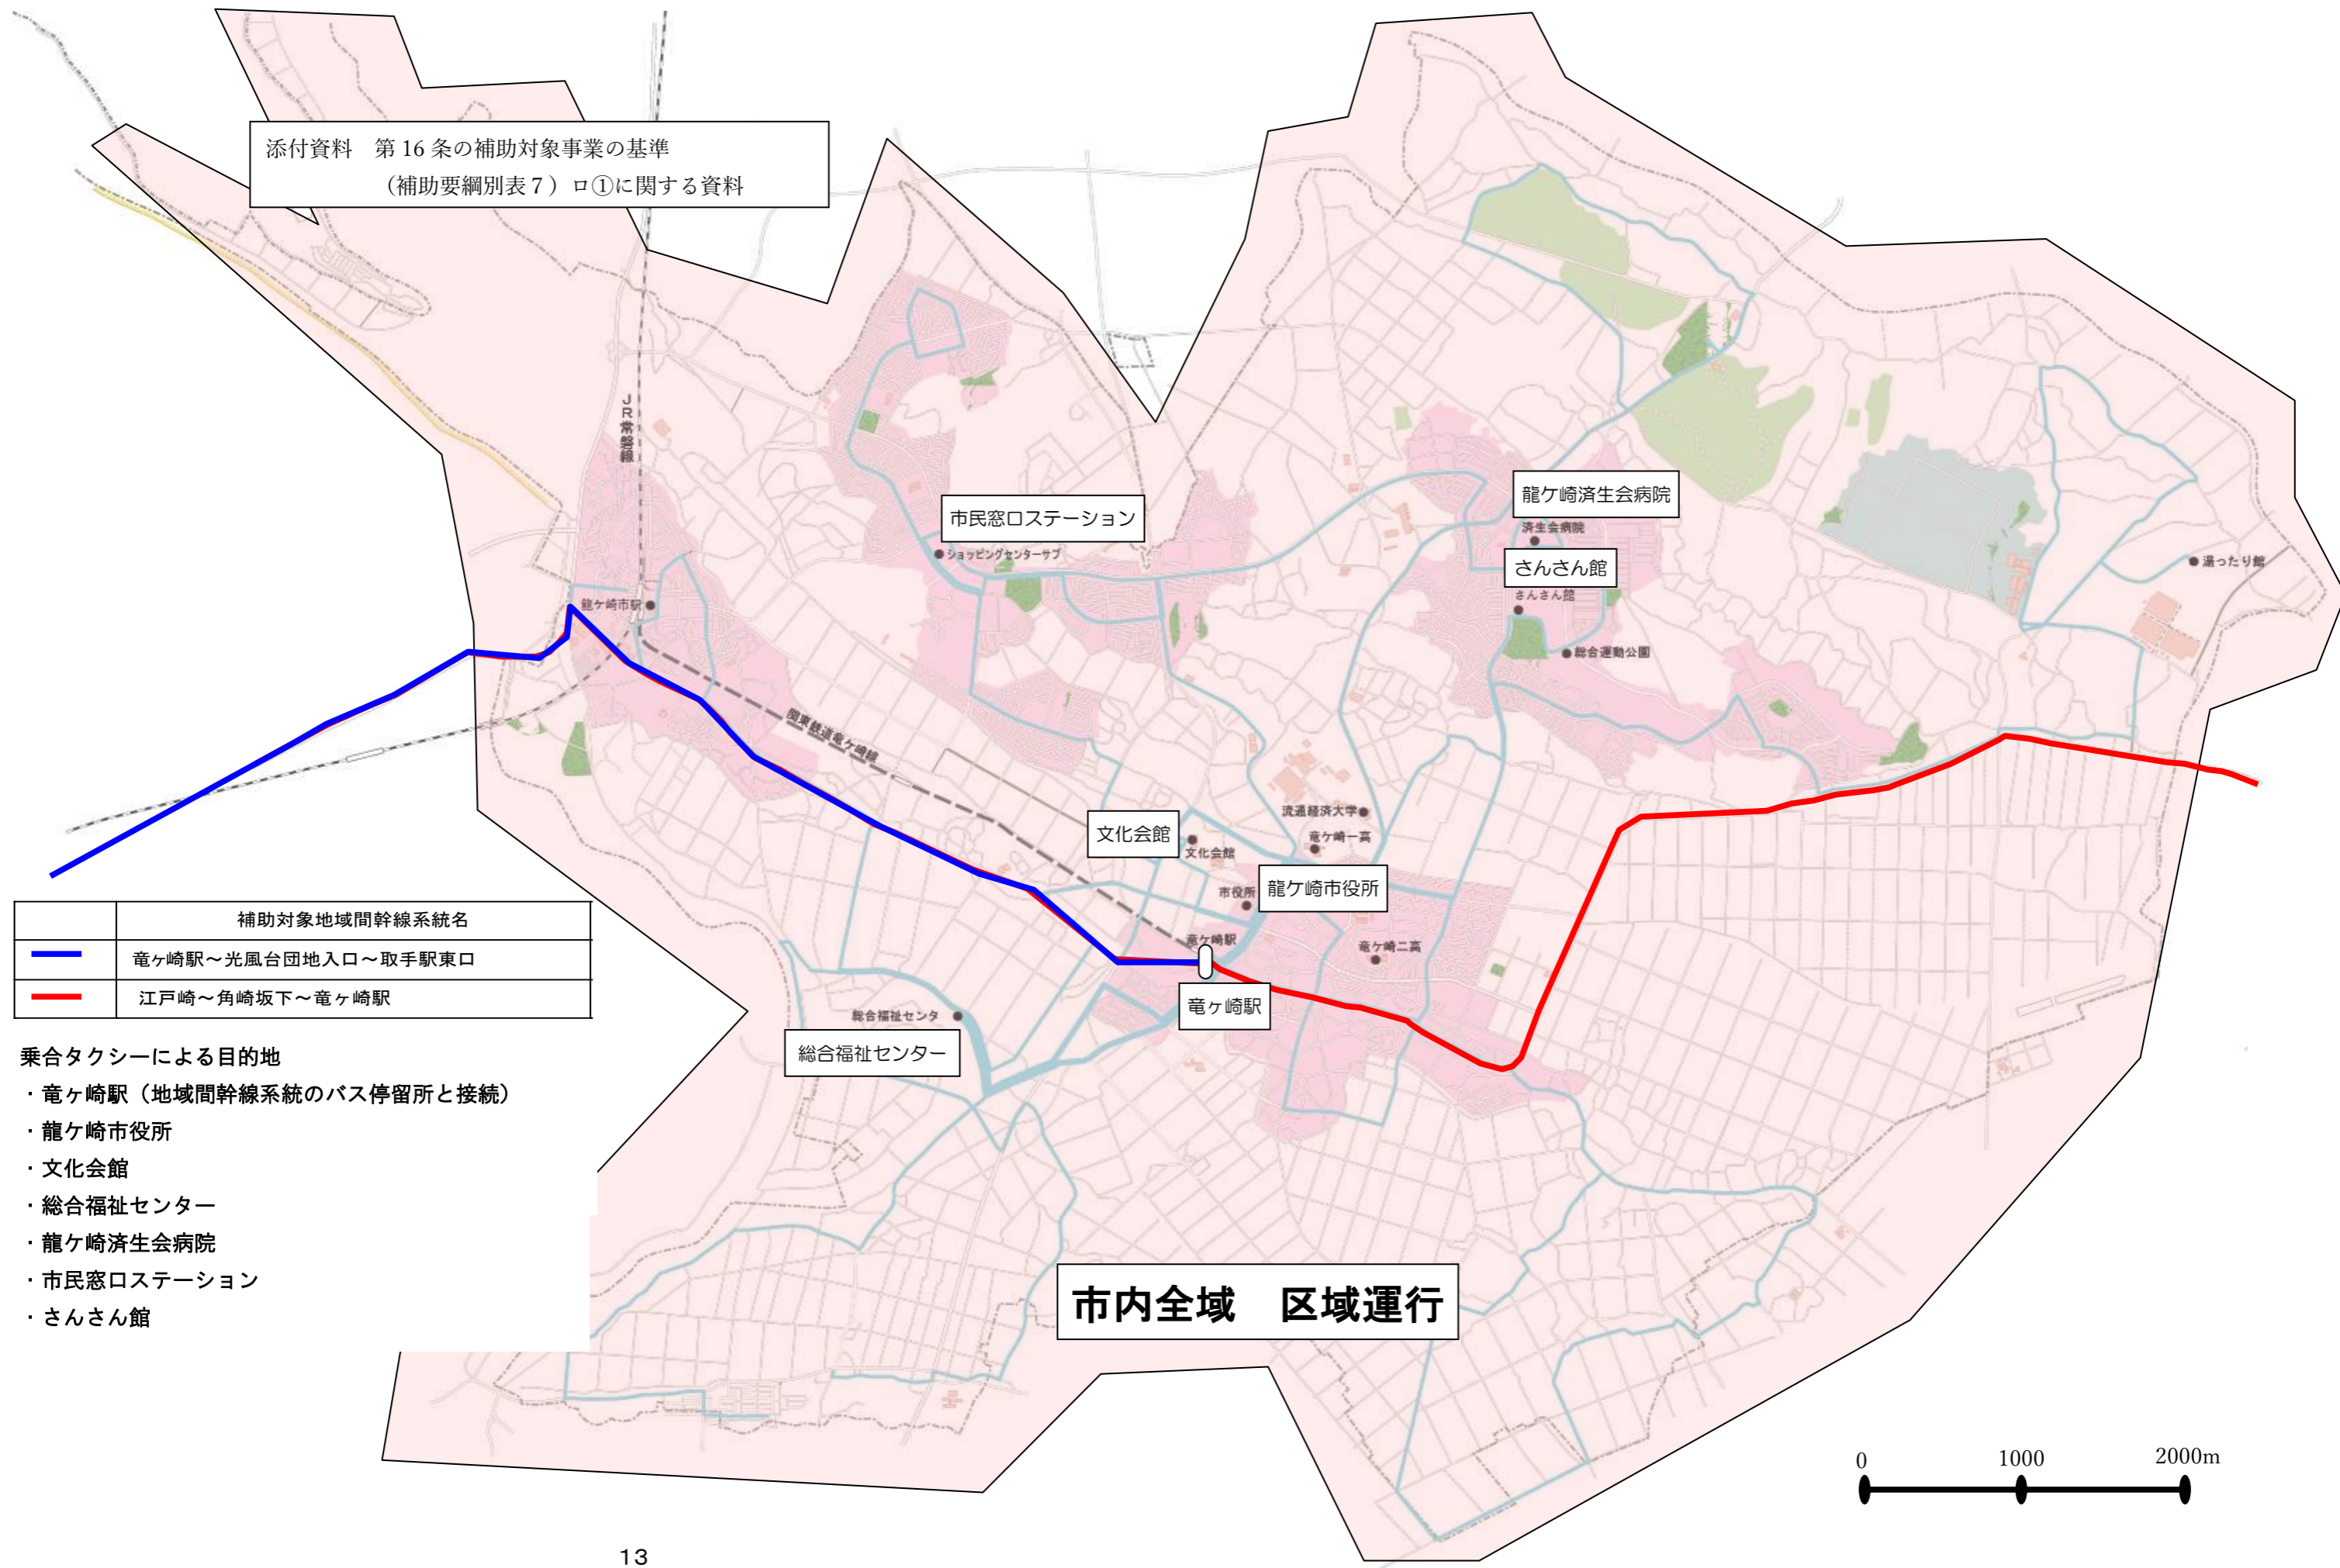 添付資料　第 16 条の補助対象事業の基準
（補助要綱別表７）ロ①に関する資料
ＪＲ常磐線
市民窓口ステーション
ショッピングセンターサプ
龍ケ崎済生会病院
済生会病院
さんさん館
さんさん館
湯ったり館
龍ケ崎市駅
総合運動公園
関東鉄道竜ケ崎線
流通経済大学
文化会館
竜ケ崎一高
文化会館
龍ケ崎市役所
市役所
竜ケ崎駅
竜ケ崎二高
竜ヶ崎駅
総合福祉センタ
総合福祉センター
補助対象地域間幹線系統名
竜ヶ崎駅～光風台団地入口～取手駅東口
江戸崎～角崎坂下～竜ヶ崎駅
乗合タクシーによる目的地
・竜ヶ崎駅（地域間幹線系統のバス停留所と接続）
・龍ケ崎市役所
・文化会館
・総合福祉センター
・龍ケ崎済生会病院
・市民窓口ステーション
・さんさん館
市内全域　区域運行
0 1000 2000m
13